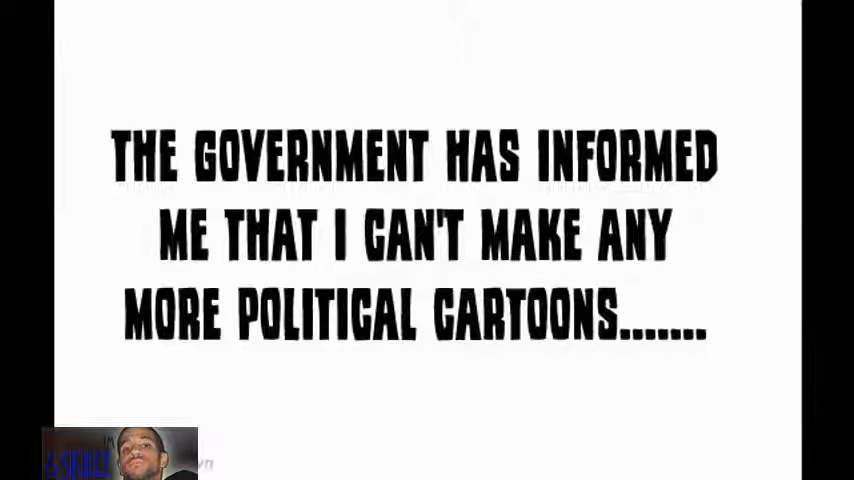 THE GOVERNMENT HAS INFORMED
ME THAT I CAN'T MAKE ANY
MORE POLITICAL CARTOONS.......
I'M